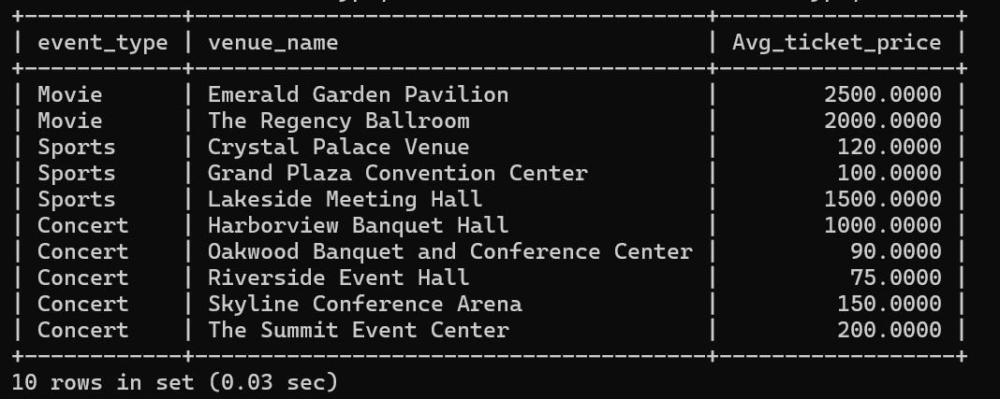 +------------+--------------------------------------+------------------+
| event_type | venue_name                           | Avg_ticket_price |
+------------+--------------------------------------+------------------+
| Movie      | Emerald Garden Pavilion              |        2500.0000 |
| Movie      | The Regency Ballroom                 |        2000.0000 |
| Sports     | Crystal Palace Venue                 |         120.0000 |
| Sports     | Grand Plaza Convention Center        |         100.0000 |
| Sports     | Lakeside Meeting Hall                |        1500.0000 |
| Concert    | Harborview Banquet Hall              |        1000.0000 |
| Concert    | Oakwood Banquet and Conference Center |          90.0000 |
| Concert    | Riverside Event Hall                 |          75.0000 |
| Concert    | Skyline Conference Arena             |         150.0000 |
| Concert    | The Summit Event Center              |         200.0000 |
+------------+--------------------------------------+------------------+
10 rows in set (0.03 sec)